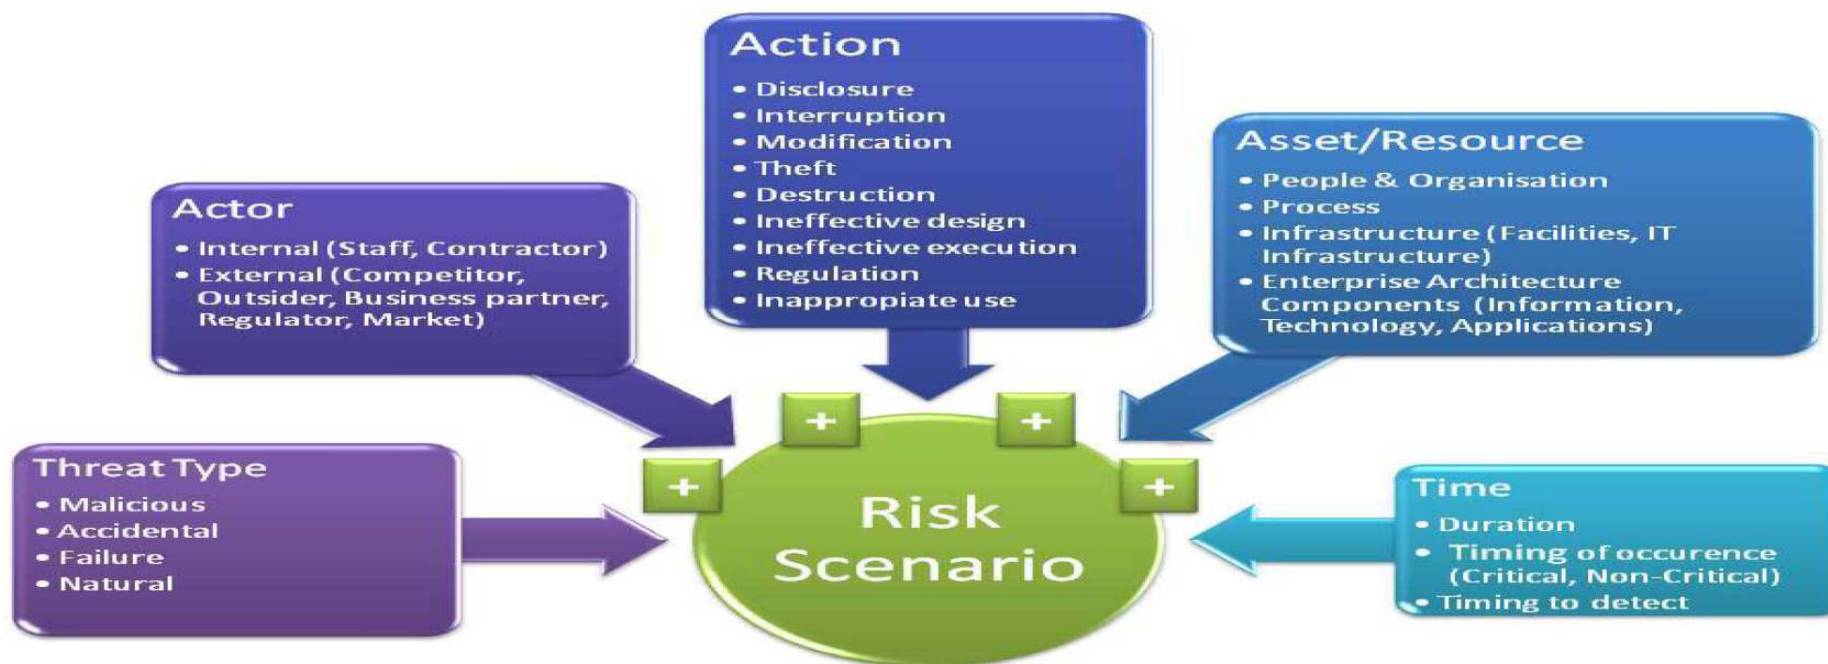 Action
• Disclosure
• Interruption
• Modification
• Theft
• Destruction
• Ineffective design
• Ineffective execution
• Regulation
• Inappropiate use
Asset/Resource
• People & Organisation
• Process
• Infrastructure (Facilities, IT
Infrastructure)
• Enterprise Architecture
Components (Information,
Technology, Applications)
Actor
• Internal (Staff, Contractor)
• External (Competitor,
Outsider, Business partner,
Regulator, Market)
Threat Type
• Malicious
• Accidental
• Failure
• Natural
+
+
+
+
Risk
Scenario
Time
• Duration
• Timing of occurence
(Critical, Non-Critical)
• Timing to detect